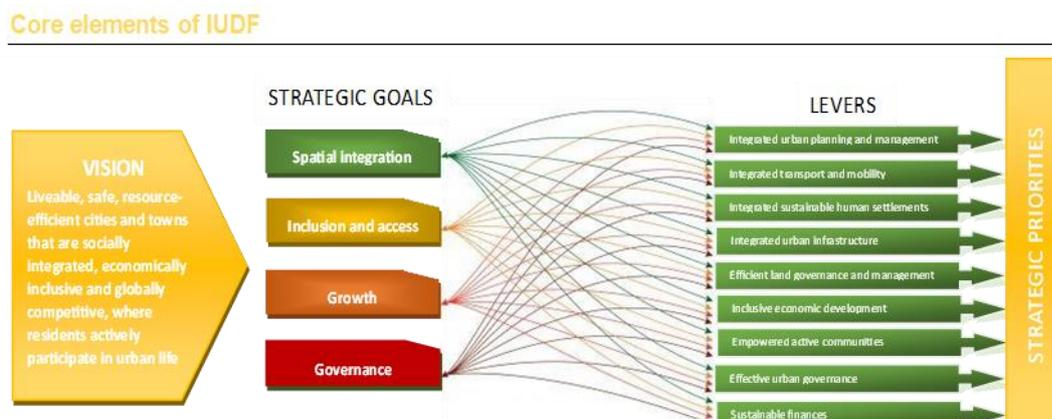 Core elements of IUDF
STRATEGIC GOALS
LEVERS
VISION
Liveable, safe, resource-
efficient cities and towns
that are socially
integrated, economically
inclusive and globally
competitive, where
residents actively
participate in urban life
Spatial integration
Inclusion and access
Growth
Governance
Integrated urban planning and management
Integrated transport and mobility
Integrated sustainable human settlements
Integrated urban infrastructure
Efficient land governance and management
Inclusive economic development
Empowered active communities
Effective urban governance
Sustainable finances
STRATEGIC PRIORITIES